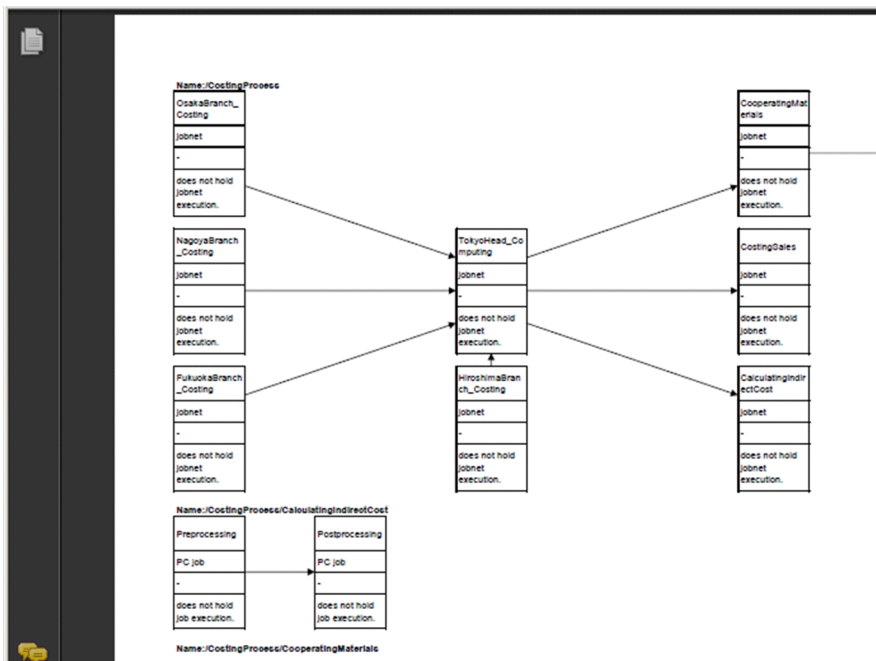 Name:/CostingProcess
OsakaBranch_
Costing
jobnet
-
does not hold
jobnet
execution.
CooperatingMat
erials
jobnet
-
does not hold
jobnet
execution.
NagoyaBranch
_Costing
jobnet
-
does not hold
jobnet
execution.
TokyoHead_Co
mputing
jobnet
-
does not hold
jobnet
execution.
CostingSales
jobnet
-
does not hold
jobnet
execution.
FukuokaBranch
_Costing
jobnet
-
does not hold
jobnet
execution.
HiroshimaBran
ch_Costing
jobnet
-
does not hold
jobnet
execution.
CalculatingIndir
ectCost
jobnet
-
does not hold
jobnet
execution.
Name:/CostingProcess/CalculatingIndirectCost
Preprocessing
PC job
-
does not hold
job execution.
Postprocessing
PC job
-
does not hold
job execution.
Name:/CostingProcess/CooperatingMaterials